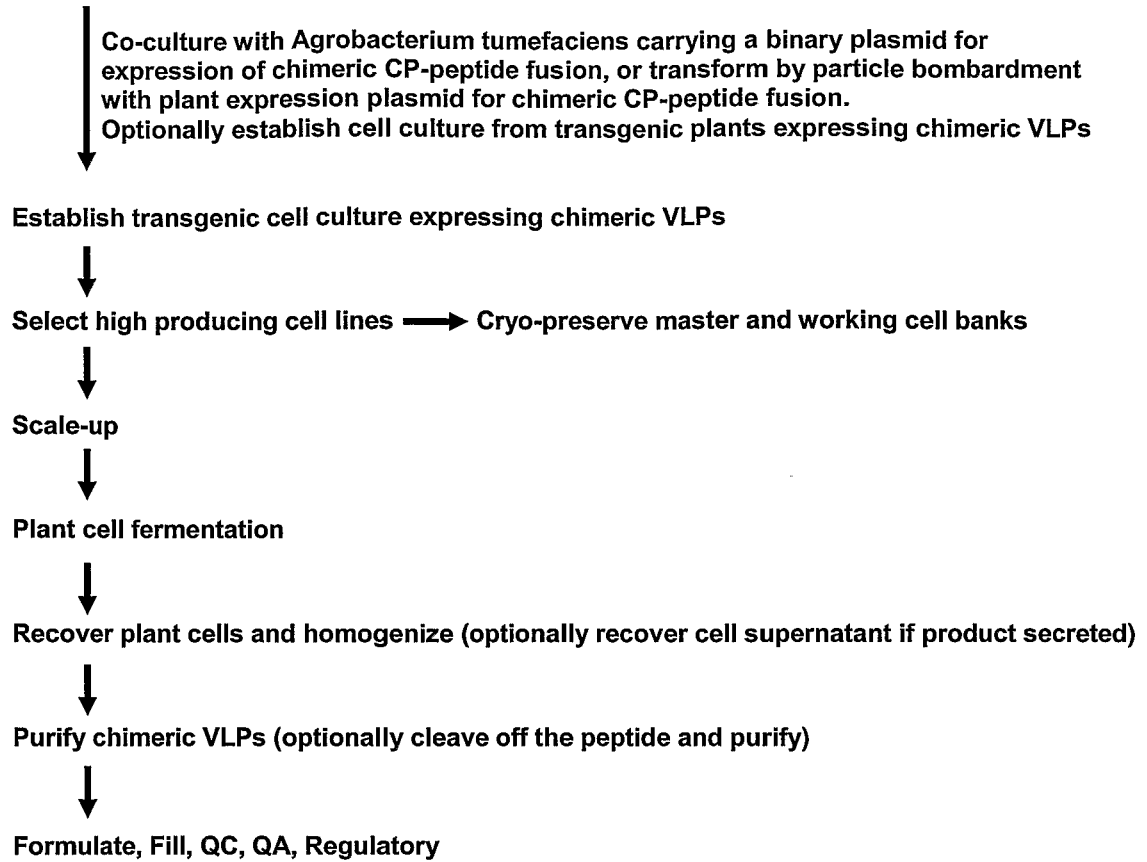 Co-culture with Agrobacterium tumefaciens carrying a binary plasmid for
expression of chimeric CP-peptide fusion, or transform by particle bombardment
with plant expression plasmid for chimeric CP-peptide fusion.
Optionally establish cell culture from transgenic plants expressing chimeric VLPs
Establish transgenic cell culture expressing chimeric VLPs
Select high producing cell lines Cryo-preserve master and working cell banks
Scale-up
Plant cell fermentation
Recover plant cells and homogenize (optionally recover cell supernatant if product secreted)
Purify chimeric VLPs (optionally cleave off the peptide and purify)
Formulate, Fill, QC, QA, Regulatory